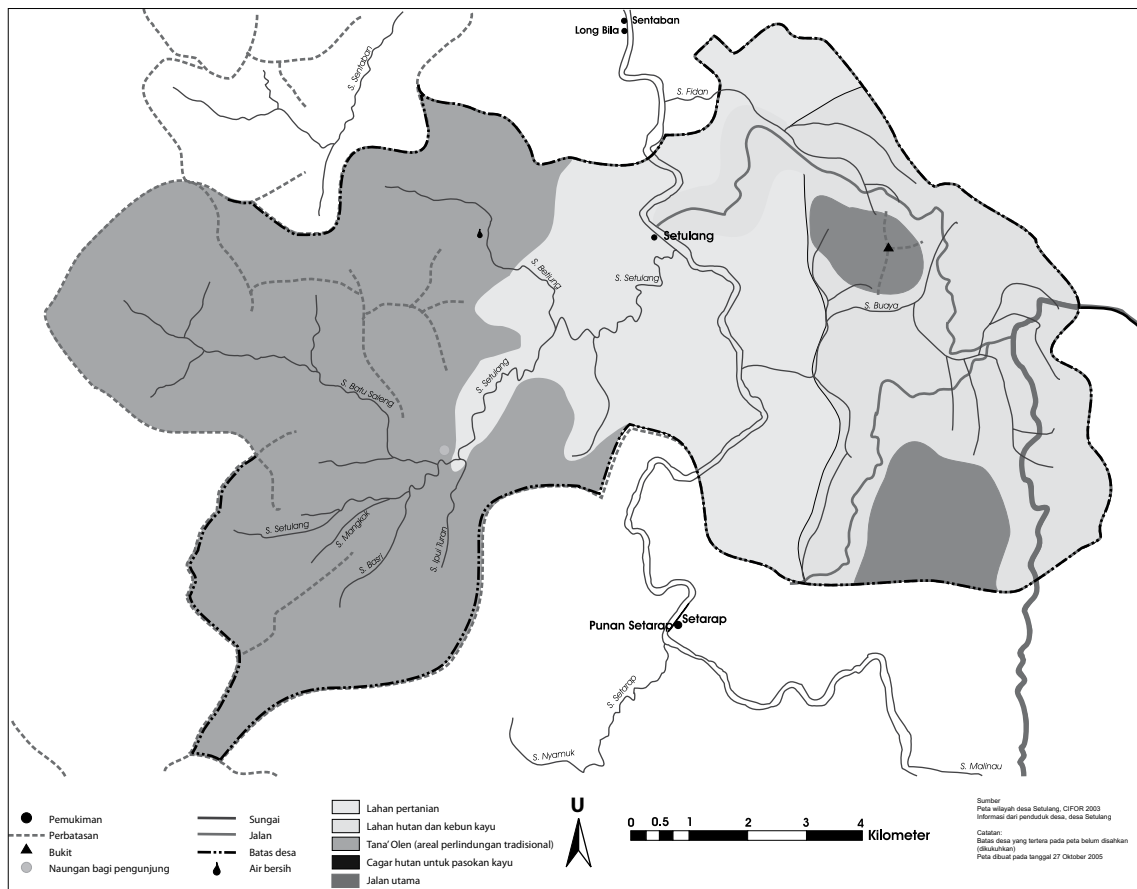 Sentaban
Long Bila
S. Sentaban
S. Fidan
Setulang
S. Betiung
S. Setulang
S. Buaya
S. Setulang
S. Batu Saleng
S. Setulang
S. Mangkok
S. Basri
S. Ipui Turan
Punan Setarap
Setarap
S. Setarap
S. Nyamuk
S. Malinau
Pemukiman
Perbatasan
Bukit
Naungan bagi pengunjung
Sungai
Jalan
Batas desa
Air bersih
Lahan pertanian
Lahan hutan dan kebun kayu
Tana' Olen (areal perlindungan tradisional)
Cagar hutan untuk pasokan kayu
Jalan utama
U
0 0.5 1 2 3 4 Kilometer
Sumber
Peta wilayah desa Setulang, CIFOR 2003
Informasi dari penduduk desa, desa Setulang
Catatan:
Batas desa yang tertera pada peta belum disahkan
(dikukuhkan)
Peta dibuat pada tanggal 27 Oktober 2005